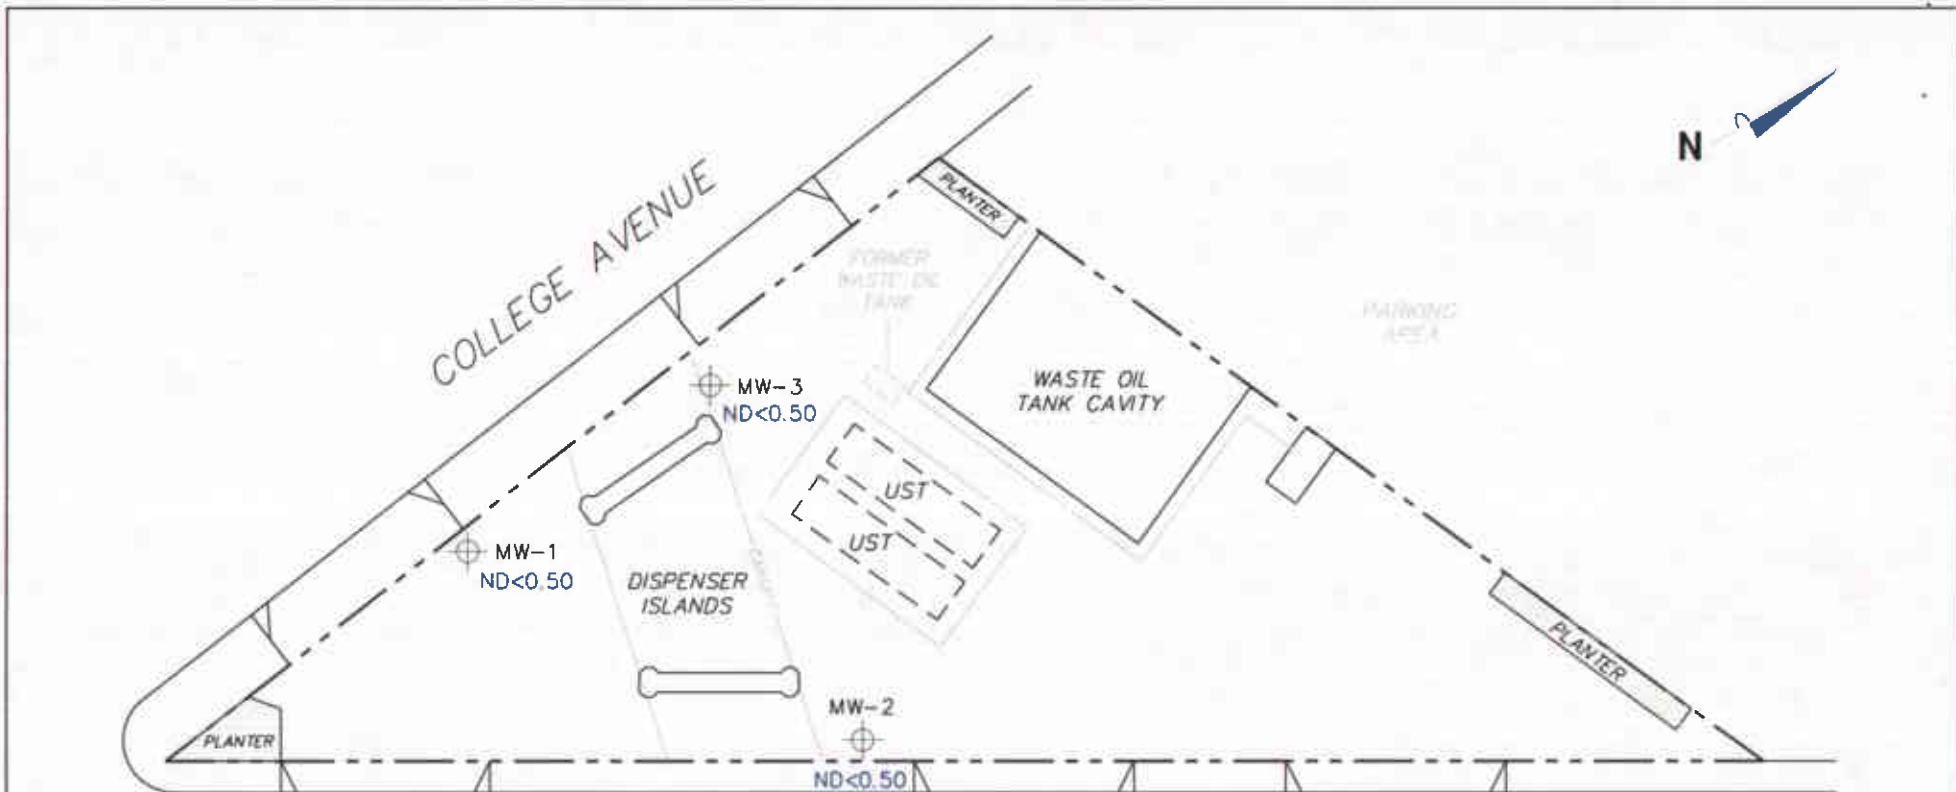 N
PLANTER
COLLEGE AVENUE
FORMER
WASTE OIL
TANK
PARKING
AREA
MW-3
ND<0.50
WASTE OIL
TANK CAVITY
UST
UST
MW-1
ND<0.50
DISPENSER
ISLANDS
PLANTER
MW-2
PLANTER
ND<0.50